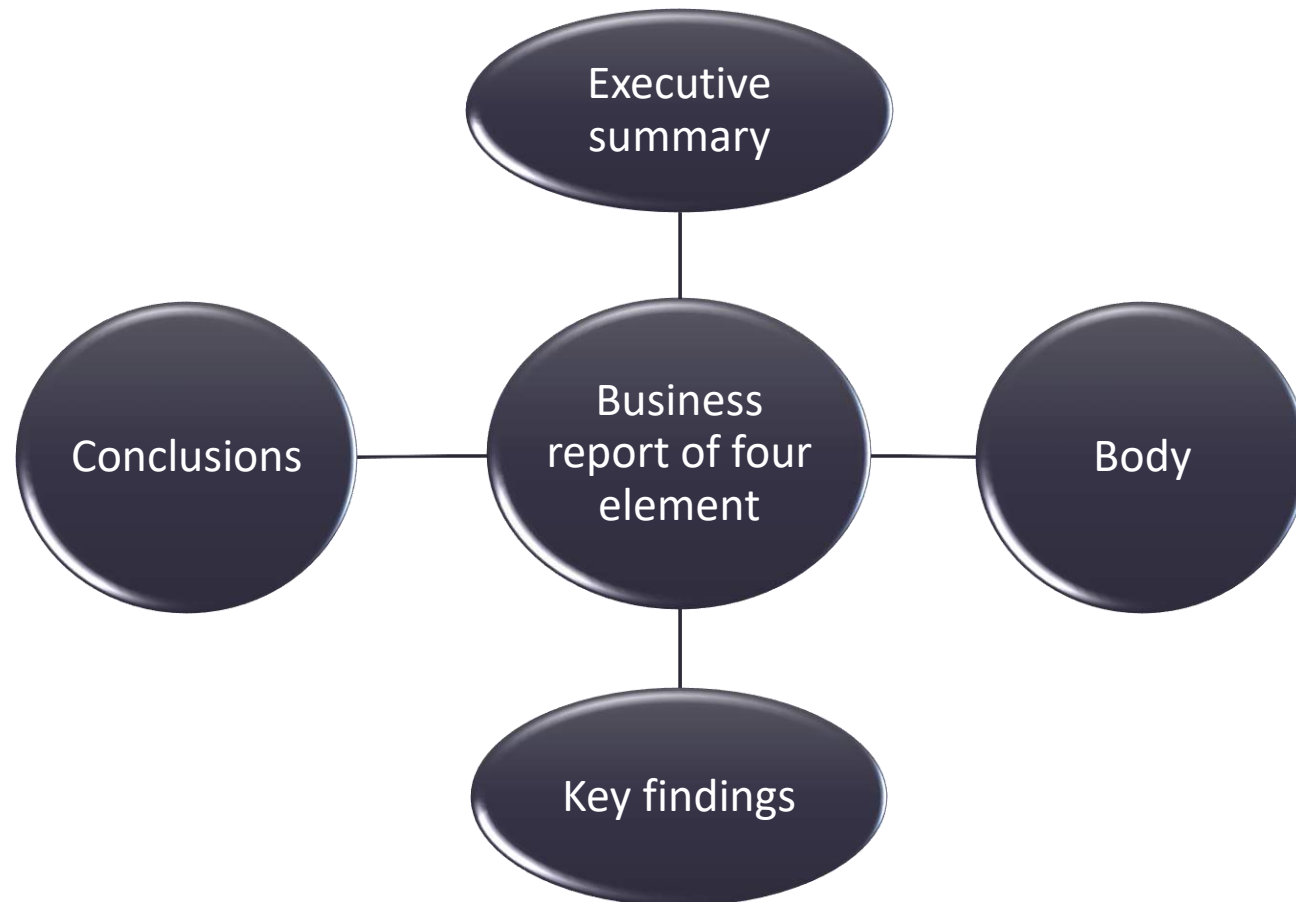 Executive
summary
Conclusions
Business
report of four
element
Body
Key findings